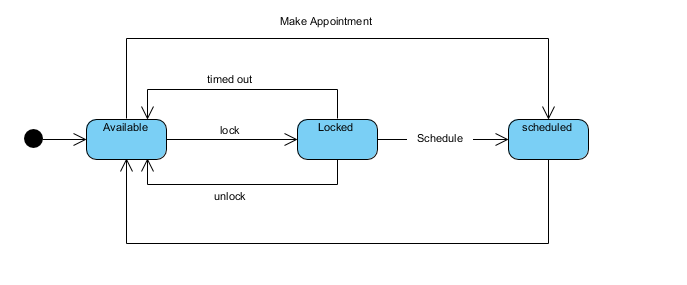 Make Appointment
timed out
Available
lock
Locked
Schedule
scheduled
unlock